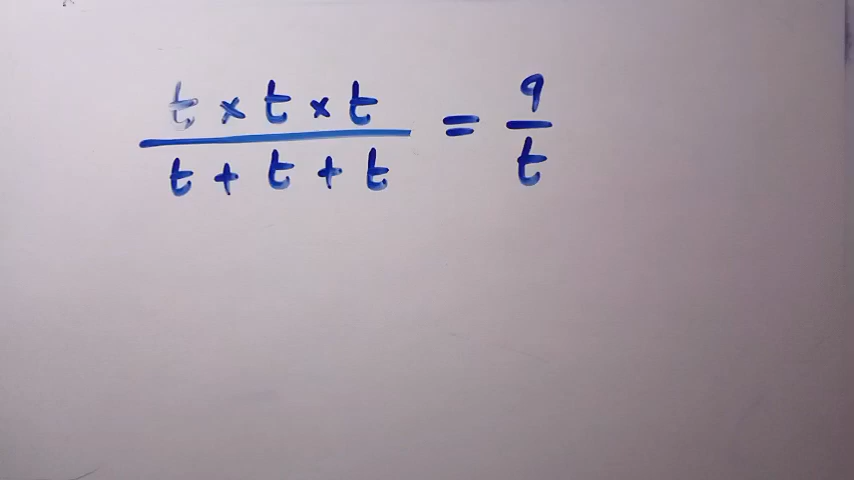 t × t × t
t + t + t
= 9
t